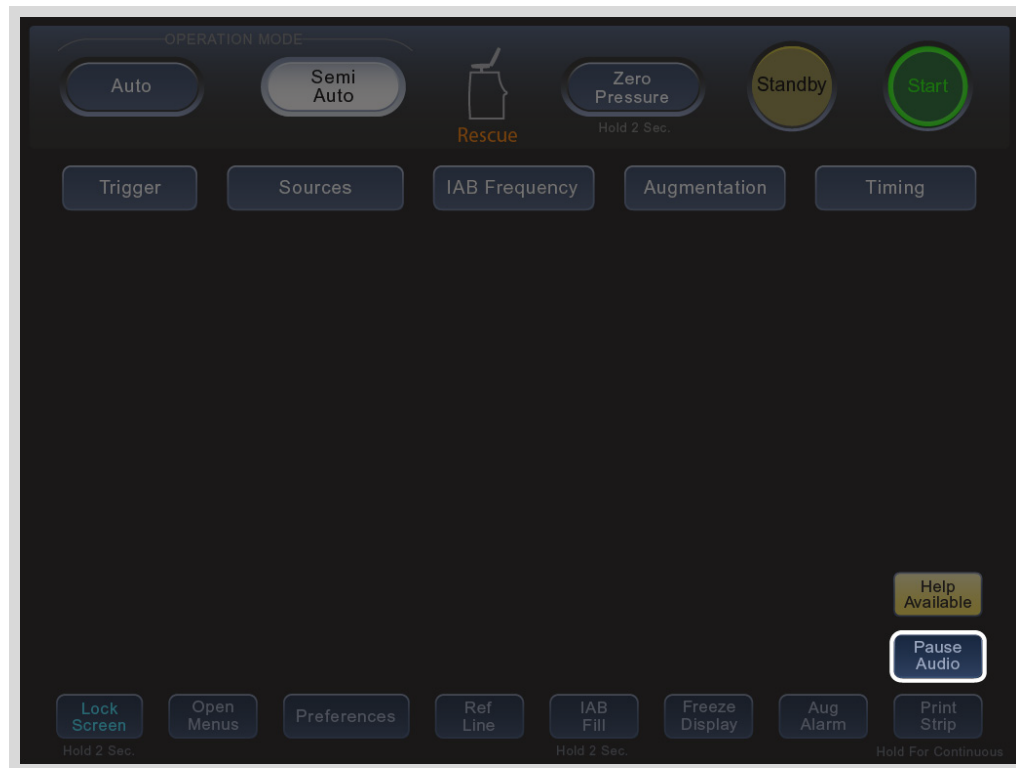 OPERATION MODE
Auto
Semi
Auto
Rescue
Zero
Pressure
Hold 2 Sec.
Standby
Start
Trigger
Sources
IAB Frequency
Augmentation
Timing
Help
Available
Pause
Audio
Lock
Screen
Hold 2 Sec.
Open
Menus
Preferences
Ref
Line
IAB
Fill
Hold 2 Sec.
Freeze
Display
Aug
Alarm
Print
Strip
Hold For Continuous